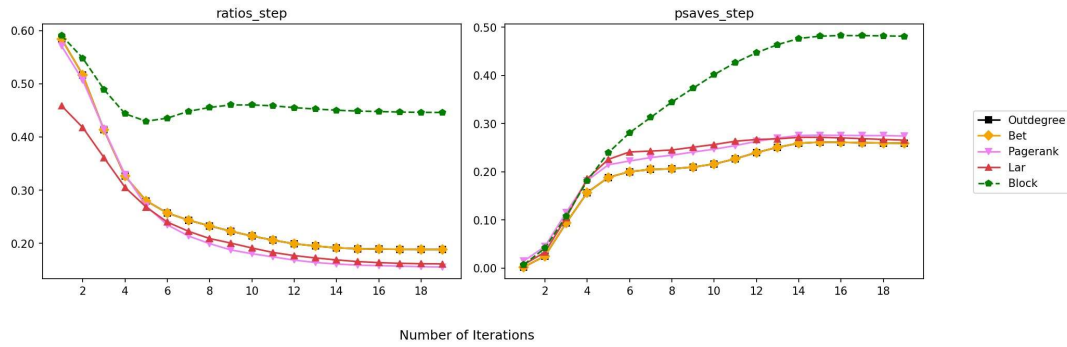 ratios_step
0.60
0.50
0.40
0.30
0.20
2 4 6 8 10 12 14 16 18
psaves_step
0.50
0.40
0.30
0.20
0.10
0.00
2 4 6 8 10 12 14 16 18
Outdegree
Bet
Pagerank
Lar
Block
Number of Iterations